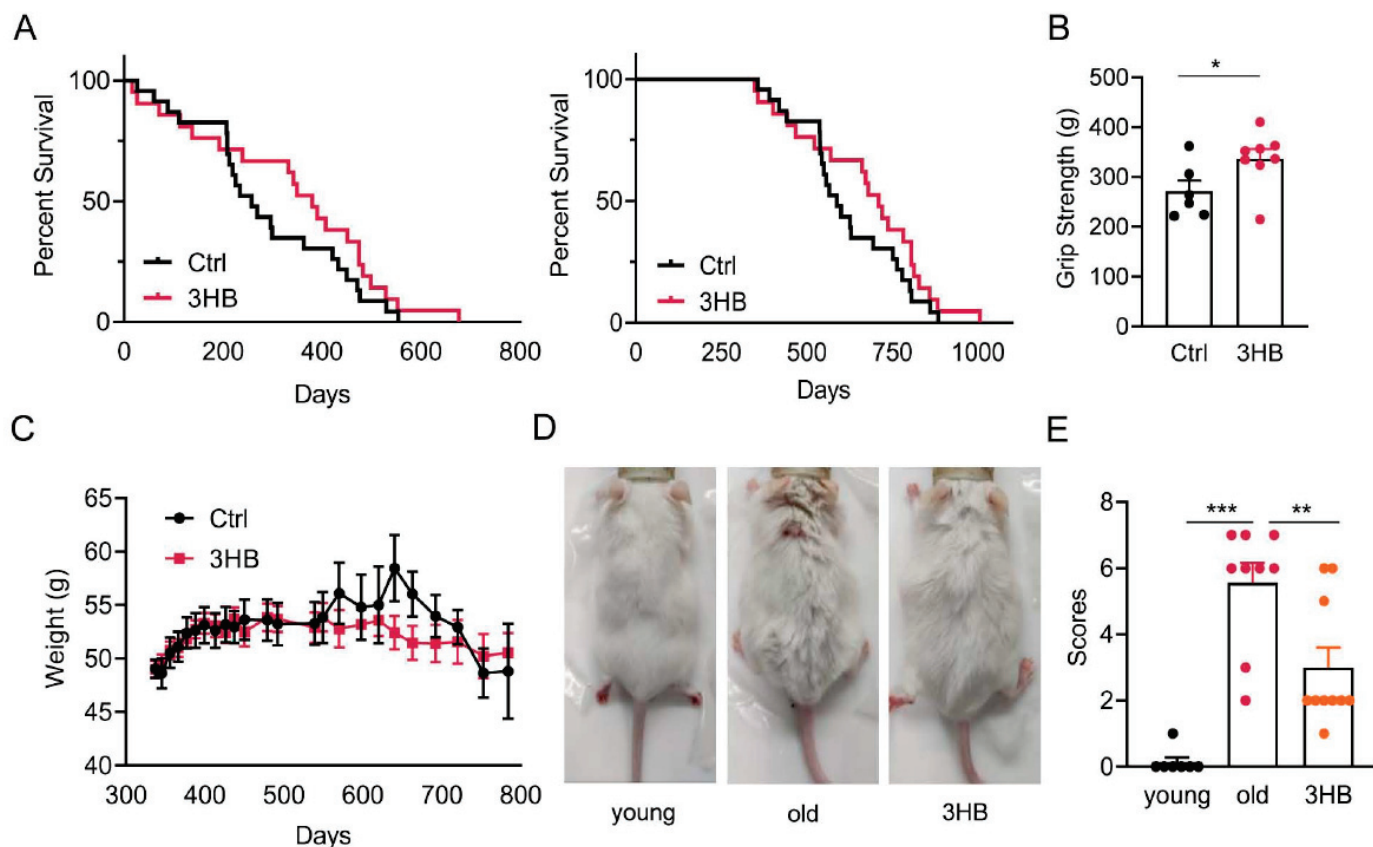 A
Percent Survival
100
50
0
Ctrl
3HB
0 200 400 600 800
Days
Percent Survival
100
50
0
Ctrl
3HB
0 250 500 750 1000
Days
B
Grip Strength (g)
500
400
300
200
100
0
*
Ctrl 3HB
C
Weight (g)
65
60
55
50
45
40
Ctrl
3HB
300 400 500 600 700 800
Days
D
young old 3HB
E
Scores
8
6
4
2
0
*** **
young old 3HB